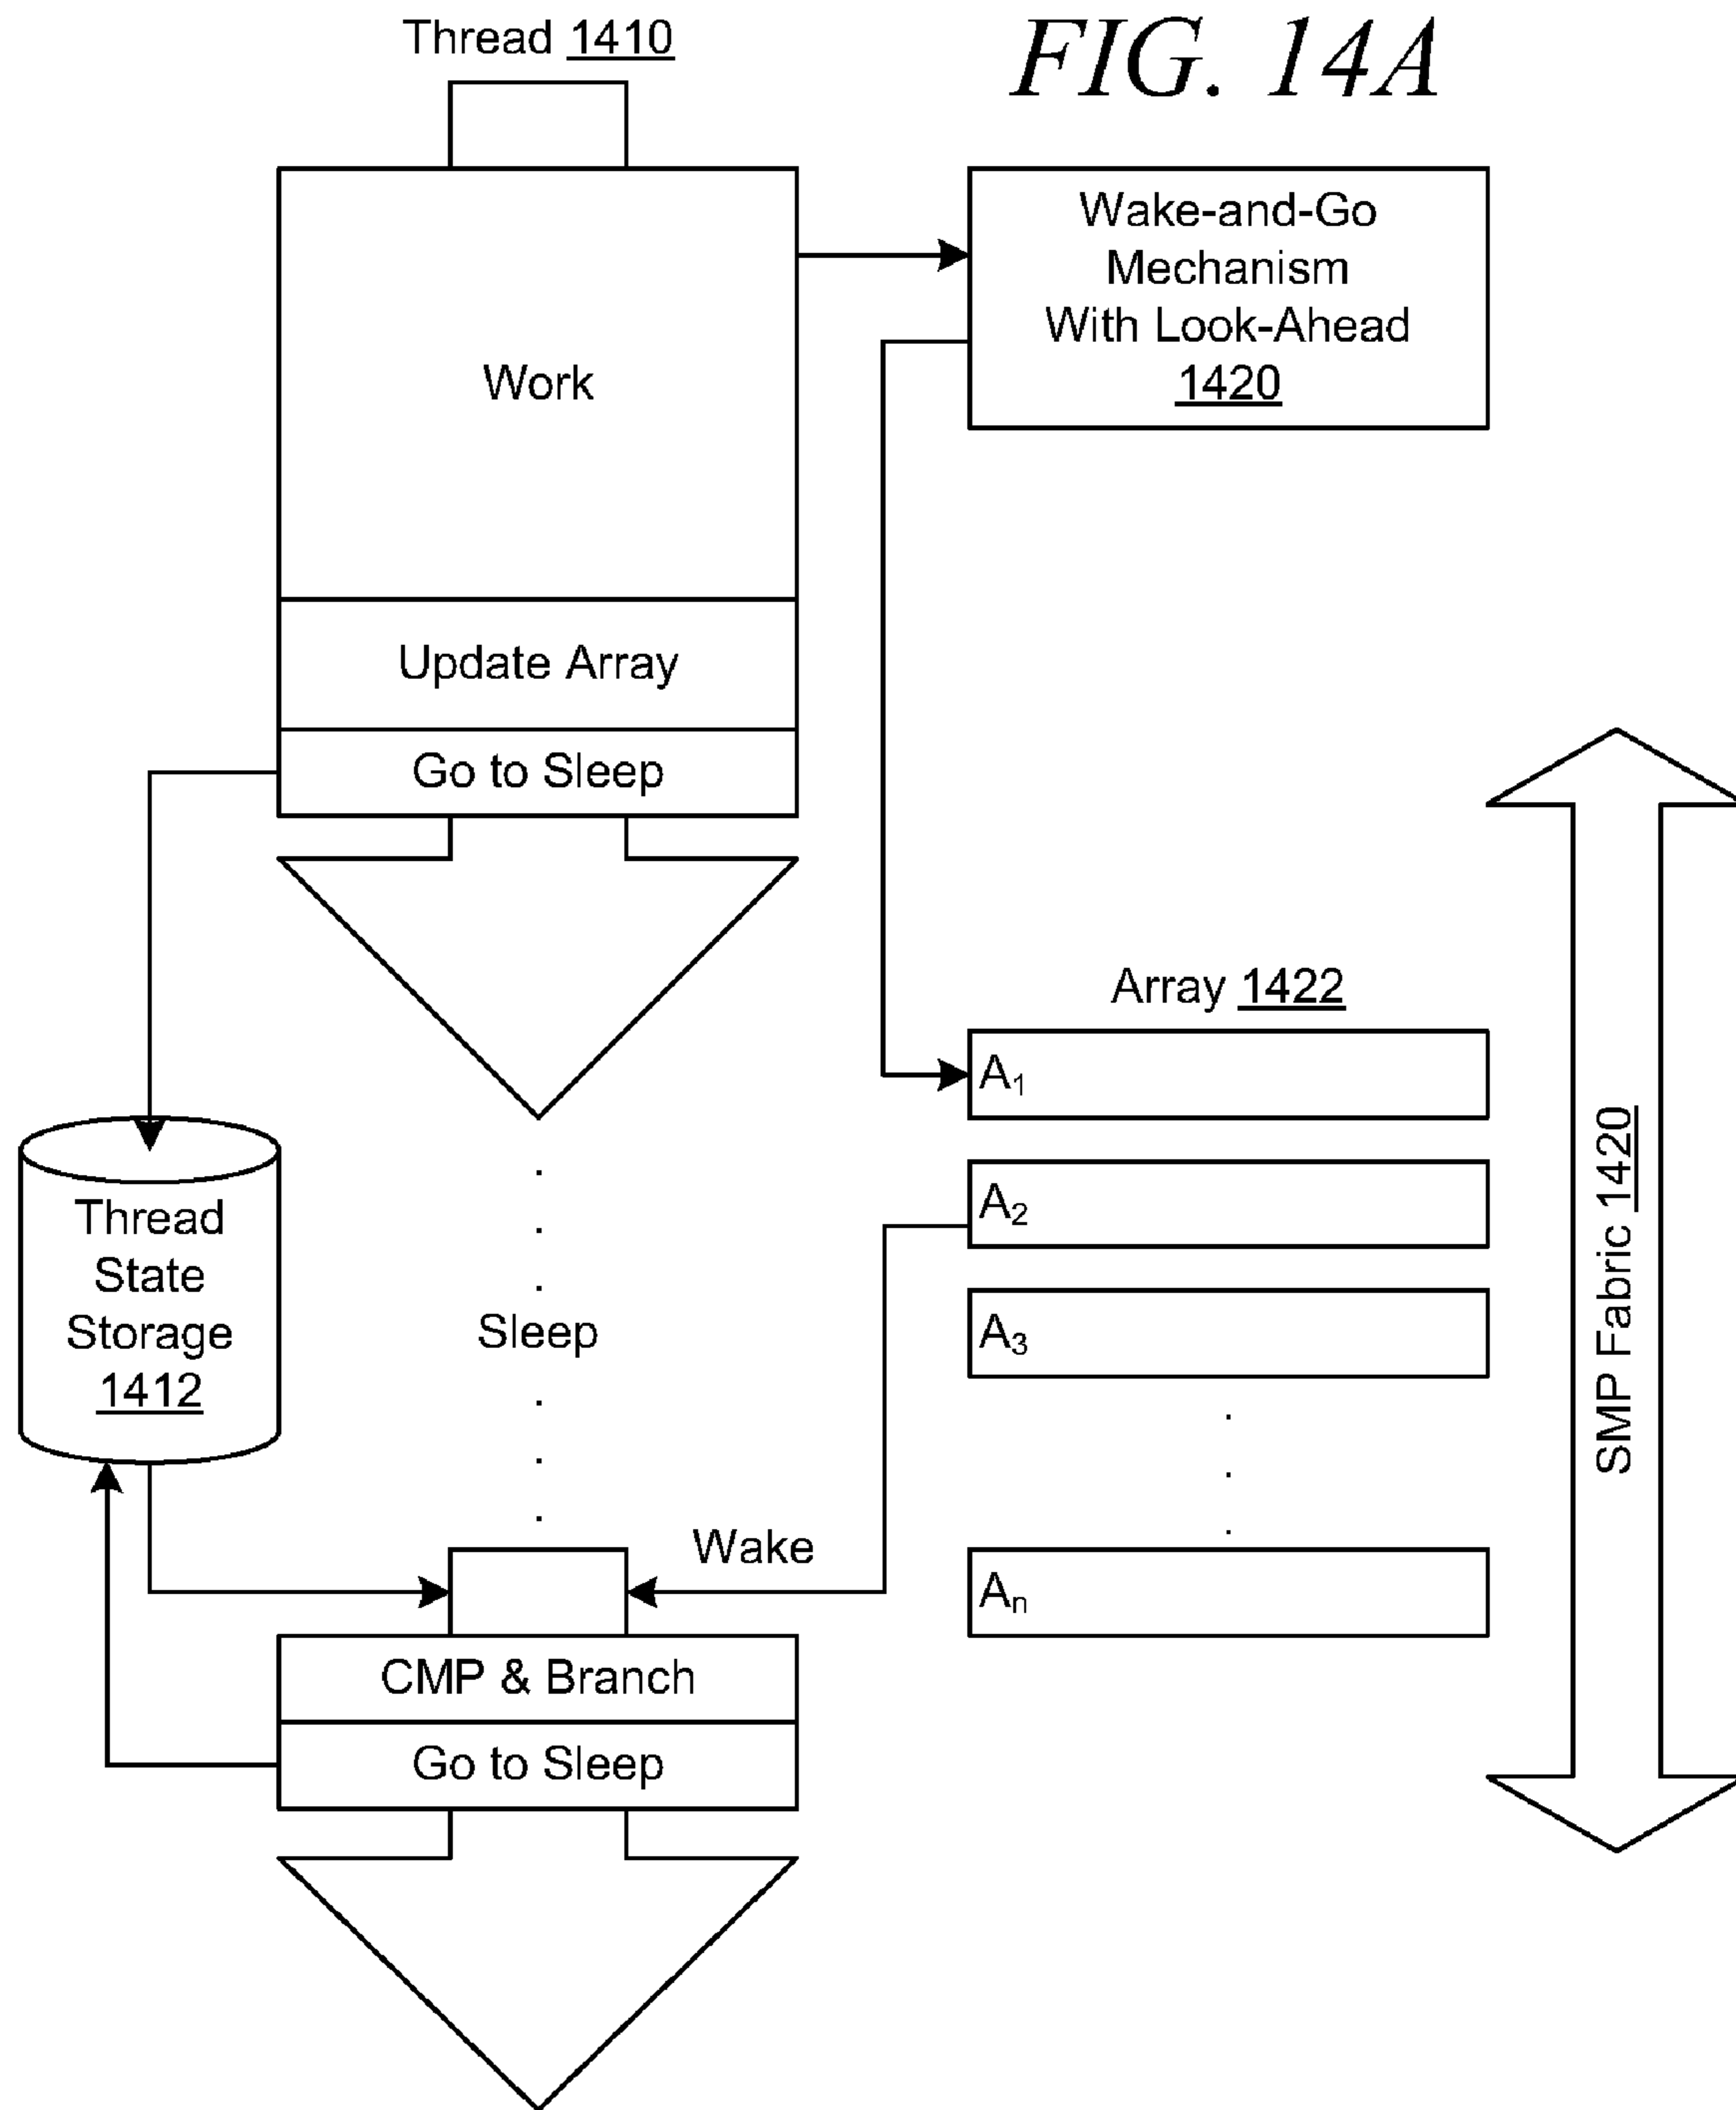 Thread 1410
FIG. 14A
Wake-and-Go
Mechanism
With Look-Ahead
1420
Work
Update Array
Go to Sleep
Array 1422
A₁
A₂
A₃
Aₙ
SMP Fabric 1420
Thread
State
Storage
1412
Sleep
Wake
CMP & Branch
Go to Sleep